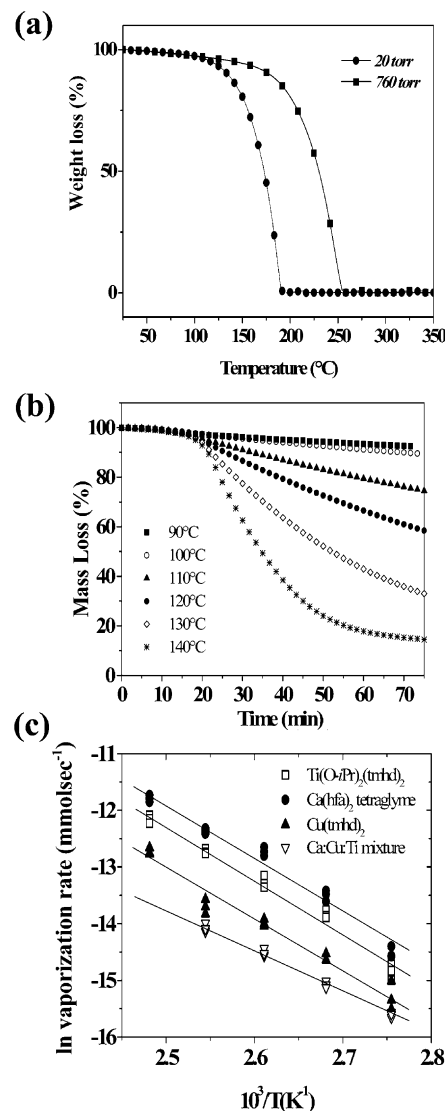 (a)
100
50
0
Weight loss (%)
20 torr
760 torr
50 100 150 200 250 300 350
Temperature (°C)
(b)
100
80
60
40
20
0
Mass Loss (%)
90°C
100°C
110°C
120°C
130°C
140°C
0 10 20 30 40 50 60 70
Time (min)
(c)
-11
-12
-13
-14
-15
-16
ln vaporization rate (mmolsec-1)
Ti(O-iPr)2(tmhd)2
Ca(hfa)2 tetraglyme
Cu(tmhd)2
Ca:Cu:Ti mixture
2.5 2.6 2.7 2.8
10^3/T(K^1)